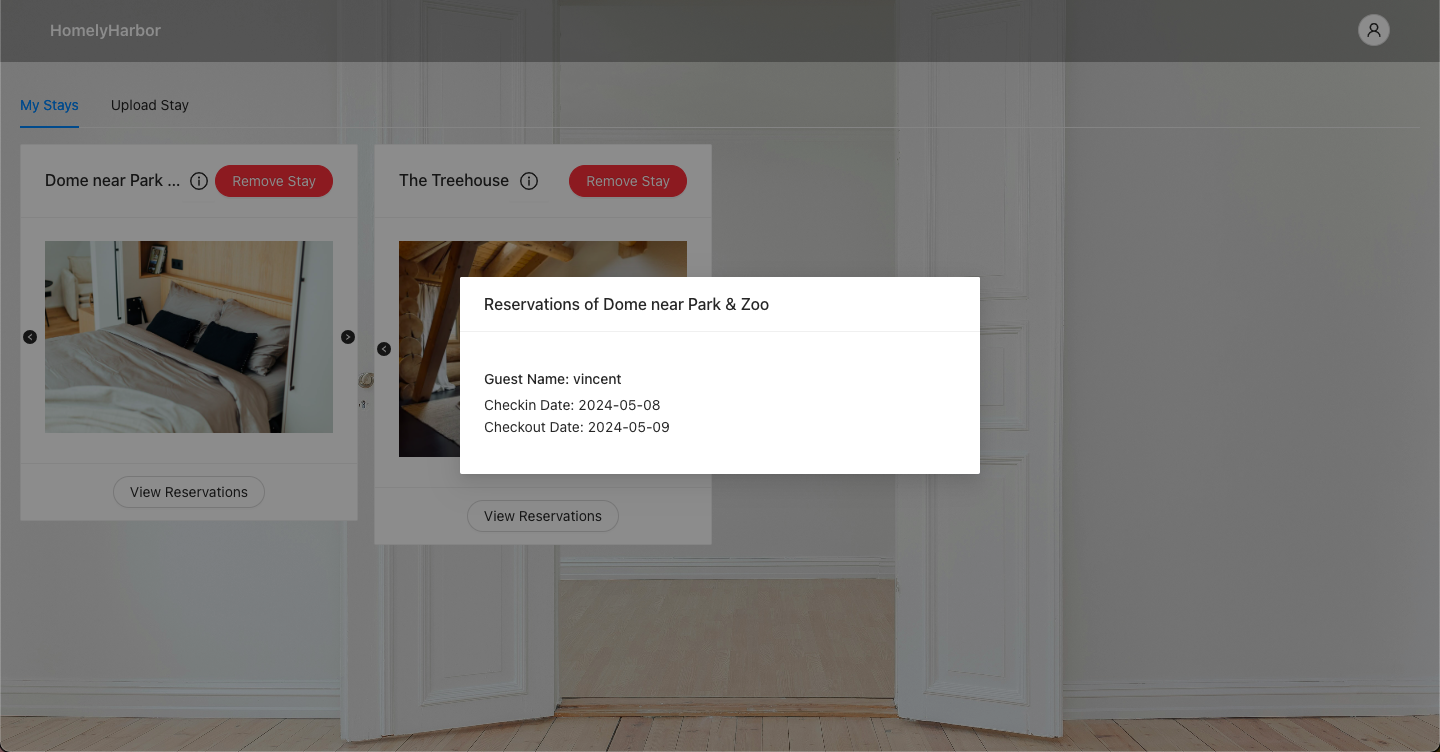 HomelyHarbor
My Stays
Upload Stay
Dome near Park ...
Remove Stay
The Treehouse
Remove Stay
Reservations of Dome near Park & Zoo
Guest Name: vincent
Checkin Date: 2024-05-08
Checkout Date: 2024-05-09
View Reservations
View Reservations